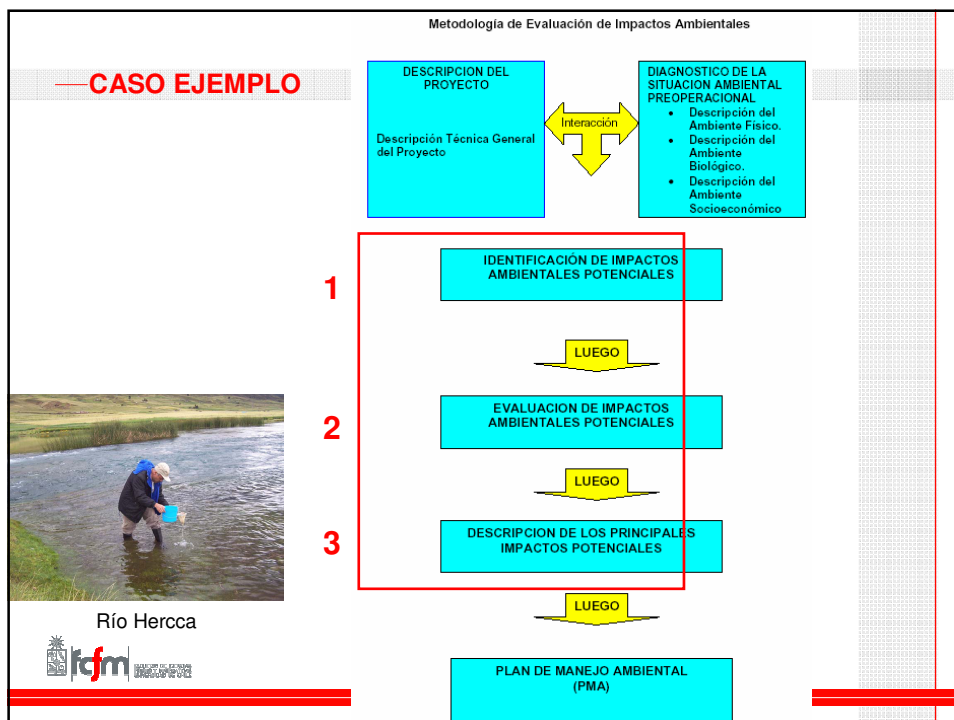 Metodología de Evaluación de Impactos Ambientales
CASO EJEMPLO
DESCRIPCION DEL
PROYECTO
Descripción Técnica General
del Proyecto
Interacción
DIAGNOSTICO DE LA
SITUACION AMBIENTAL
PREOPERACIONAL
• Descripción del
Ambiente Físico.
• Descripción del
Ambiente
Biológico.
• Descripción del
Ambiente
Socioeconómico
1
IDENTIFICACIÓN DE IMPACTOS
AMBIENTALES POTENCIALES
LUEGO
2
EVALUACION DE IMPACTOS
AMBIENTALES POTENCIALES
LUEGO
3
DESCRIPCION DE LOS PRINCIPALES
IMPACTOS POTENCIALES
LUEGO
Río Hercca
fcfm
PLAN DE MANEJO AMBIENTAL
(PMA)